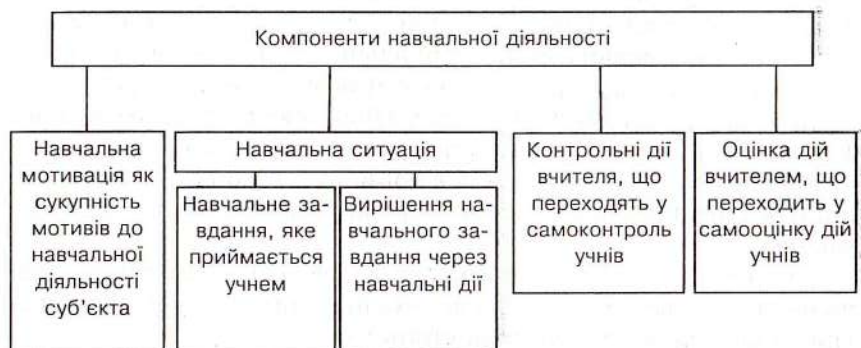 Компоненти навчальної діяльності
Навчальна
мотивація як
сукупність
мотивів до
навчальної
діяльності
суб’єкта
Навчальна ситуація
Навчальне за-
вдання, яке
приймається
учнем
Вирішення на-
вчального за-
вдання через
навчальні дії
Контрольні дії
вчителя, що
переходять у
самоконтроль
учнів
Оцінка дій
вчителем, що
переходить у
самооцінку дій
учнів